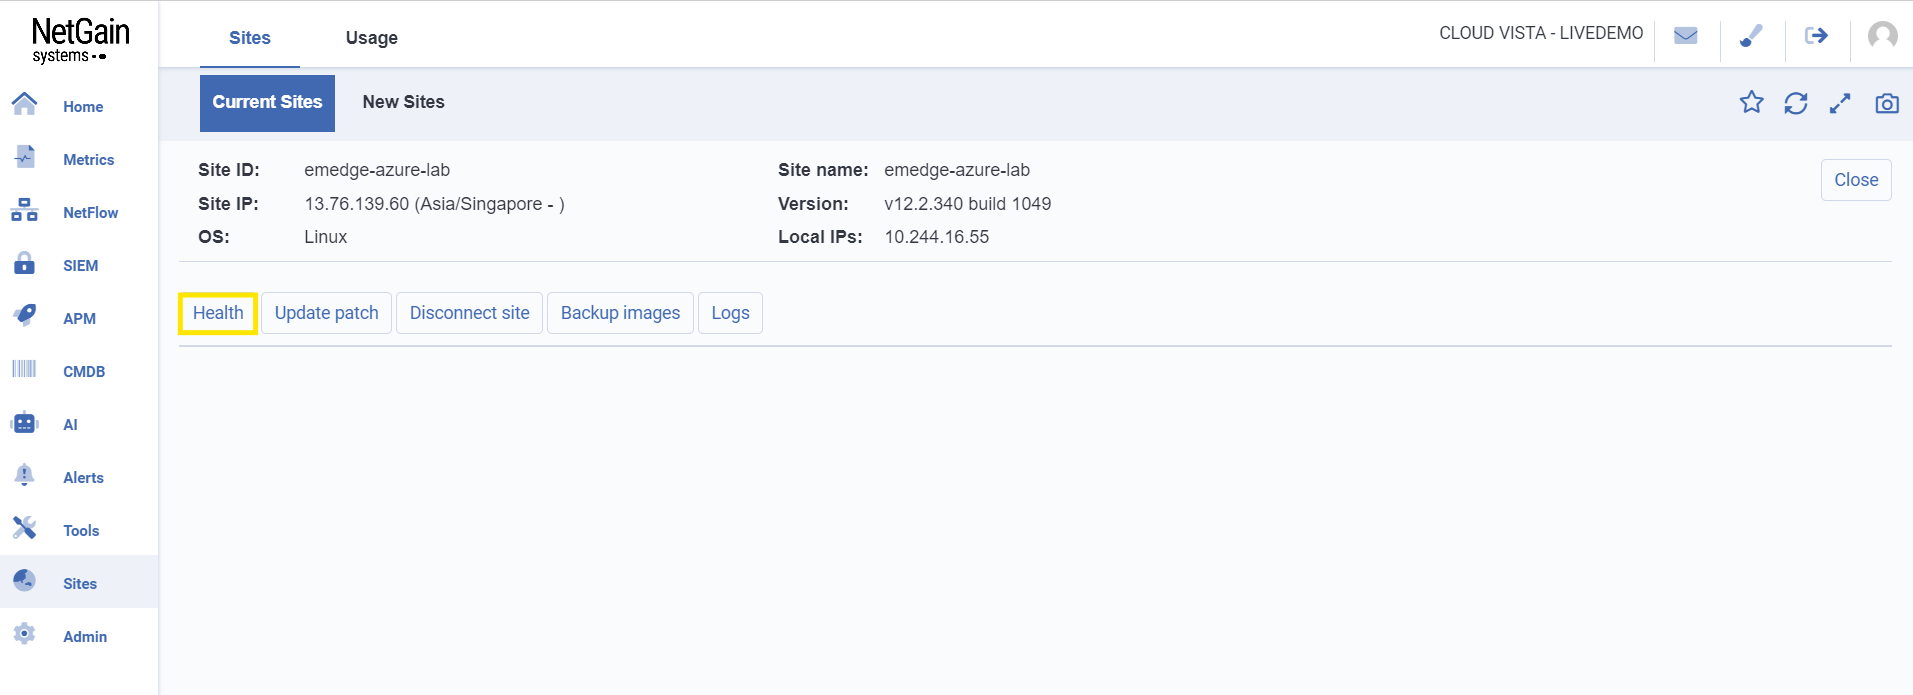 NetGain
systems
Sites Usage
CLOUD VISTA - LIVEDEMO
Current Sites New Sites
Home
Metrics
NetFlow
SIEM
APM
CMDB
AI
Alerts
Tools
Sites
Admin
Site ID: emedge-azure-lab Site name: emedge-azure-lab
Close
Site IP: 13.76.139.60 (Asia/Singapore - ) Version: v12.2.340 build 1049
OS: Linux Local IPs: 10.244.16.55
Health Update patch Disconnect site Backup images Logs